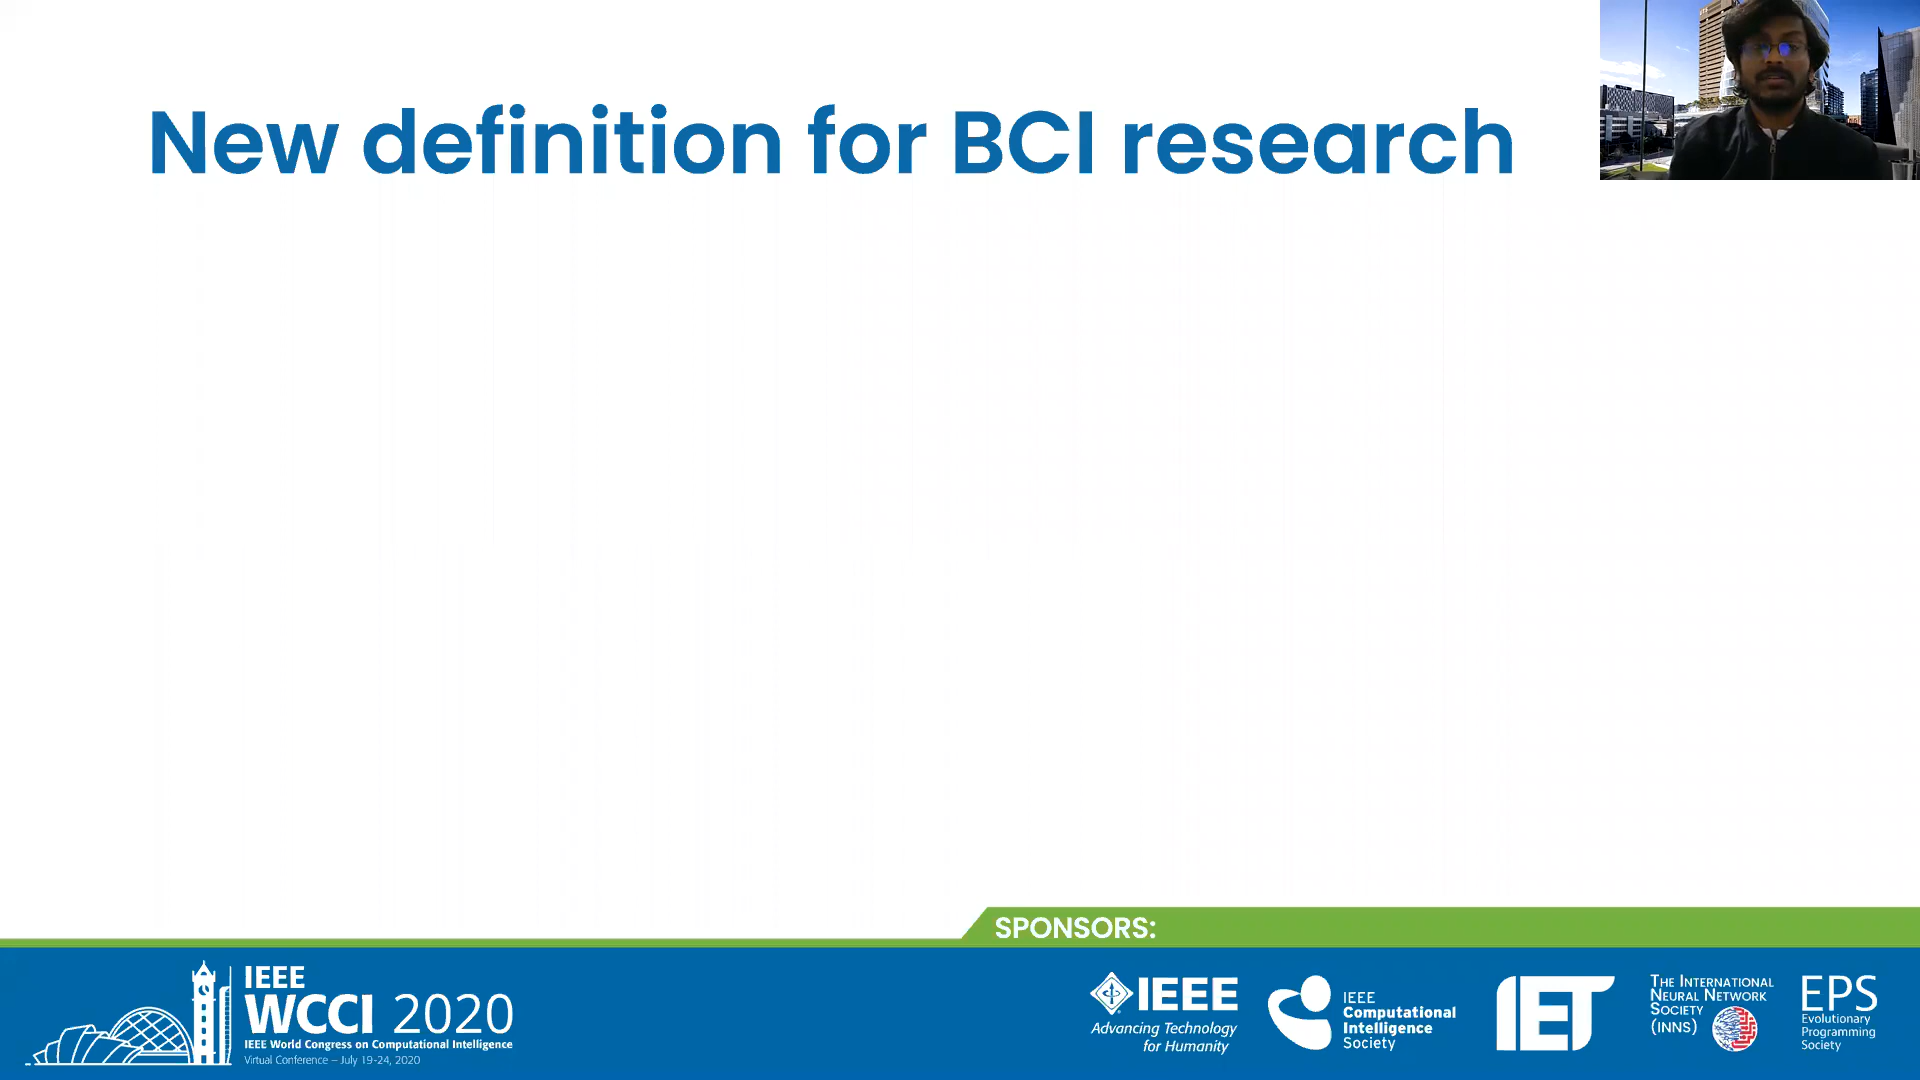 New definition for BCI research
SPONSORS:
IEEE
WCCI 2020
IEEE World Congress on Computational Intelligence
Virtual Conference – July 19-24, 2020
IEEE
Advancing Technology
for Humanity
IEEE
Computational
Intelligence
Society
IET
THE INTERNATIONAL
NEURAL NETWORK
SOCIETY
(INNS)
EPS
Evolutionary
Programming
Society